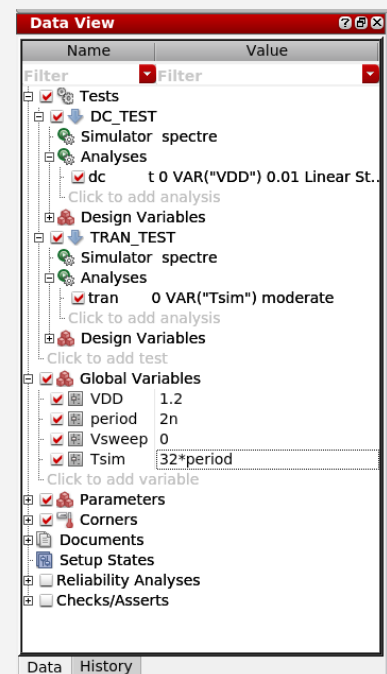 Data View
Name Value
Filter Filter
Tests
DC_TEST
Simulator spectre
Analyses
dc t 0 VAR("VDD") 0.01 Linear St..
Click to add analysis
Design Variables
TRAN_TEST
Simulator spectre
Analyses
tran 0 VAR("Tsim") moderate
Click to add analysis
Design Variables
Click to add test
Global Variables
VDD 1.2
period 2n
Vsweep 0
Tsim 32*period
Click to add variable
Parameters
Corners
Documents
Setup States
Reliability Analyses
Checks/Asserts
Data History